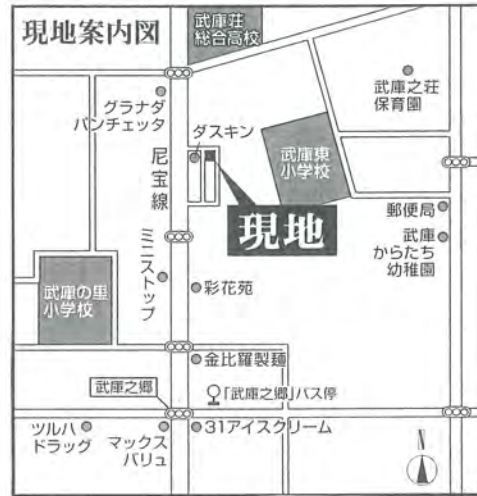 現地案内図
武庫荘
総合高校
武庫之荘
保育園
グラナダ
パンチェッタ
ダスキン
武庫東
小学校
尼宝線
現地
郵便局
武庫
からたち
幼稚園
ミニストップ
彩花苑
武庫の里
小学校
金比羅製麺
武庫之郷
「武庫之郷」バス停
ツルハ
ドラッグ
マックス
バリュ
31アイスクリーム
N